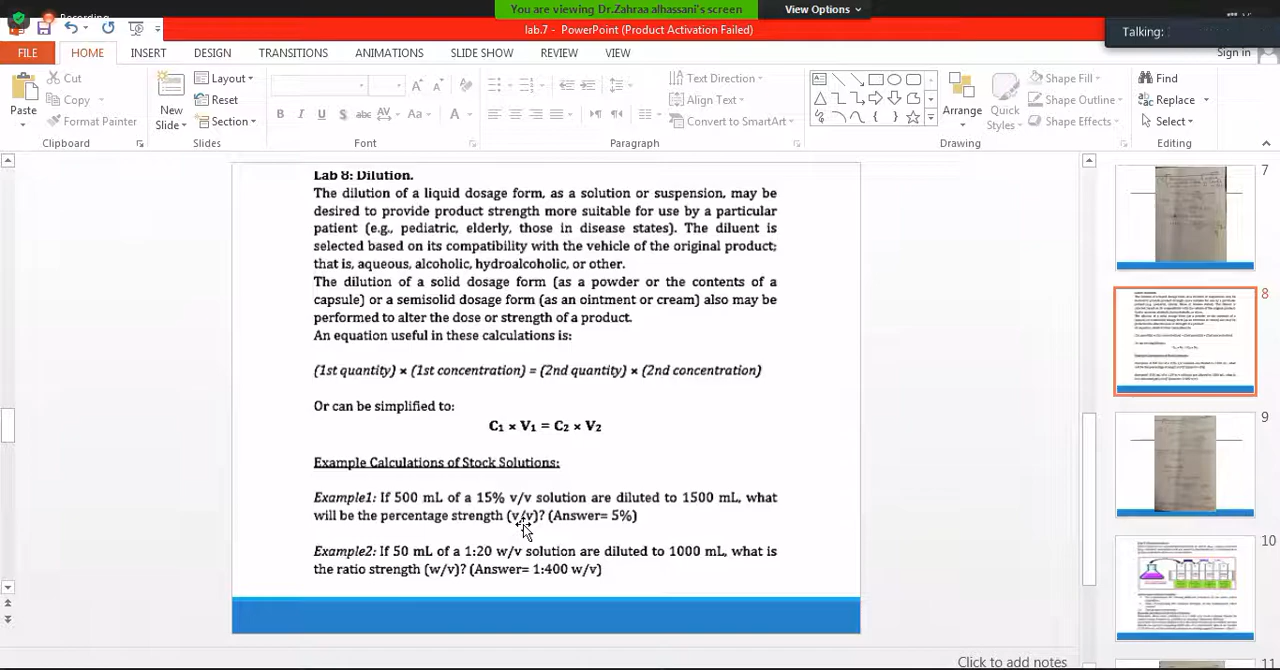 You are viewing Dr.Zahraa alhassani's screen
View Options
Recording
lab.7 - PowerPoint (Product Activation Failed)
Talking:
FILE HOME INSERT DESIGN TRANSITIONS ANIMATIONS SLIDE SHOW REVIEW VIEW
Sign in
Paste
Cut
Copy
Format Painter
Clipboard
New Slide
Layout
Reset
Section
Slides
B I U S abc AV Aa A
Font
Text Direction
Align Text
Convert to SmartArt
Paragraph
Arrange
Quick Styles
Shape Fill
Shape Outline
Shape Effects
Drawing
Find
Replace
Select
Editing
Lab 8: Dilution.
The dilution of a liquid dosage form, as a solution or suspension, may be
desired to provide product strength more suitable for use by a particular
patient (e.g., pediatric, elderly, those in disease states). The diluent is
selected based on its compatibility with the vehicle of the original product;
that is, aqueous, alcoholic, hydroalcoholic, or other.
The dilution of a solid dosage form (as a powder or the contents of a
capsule) or a semisolid dosage form (as an ointment or cream) also may be
performed to alter the dose or strength of a product.
An equation useful in these calculations is:
(1st quantity) × (1st concentration) = (2nd quantity) × (2nd concentration)
Or can be simplified to:
C₁ × V₁ = C₂ × V₂
Example Calculations of Stock Solutions:
Example1: If 500 mL of a 15% v/v solution are diluted to 1500 mL, what
will be the percentage strength (v/v)? (Answer= 5%)
Example2: If 50 mL of a 1:20 w/v solution are diluted to 1000 mL, what is
the ratio strength (w/v)? (Answer= 1:400 w/v)
7
8
9
10
11
Click to add notes